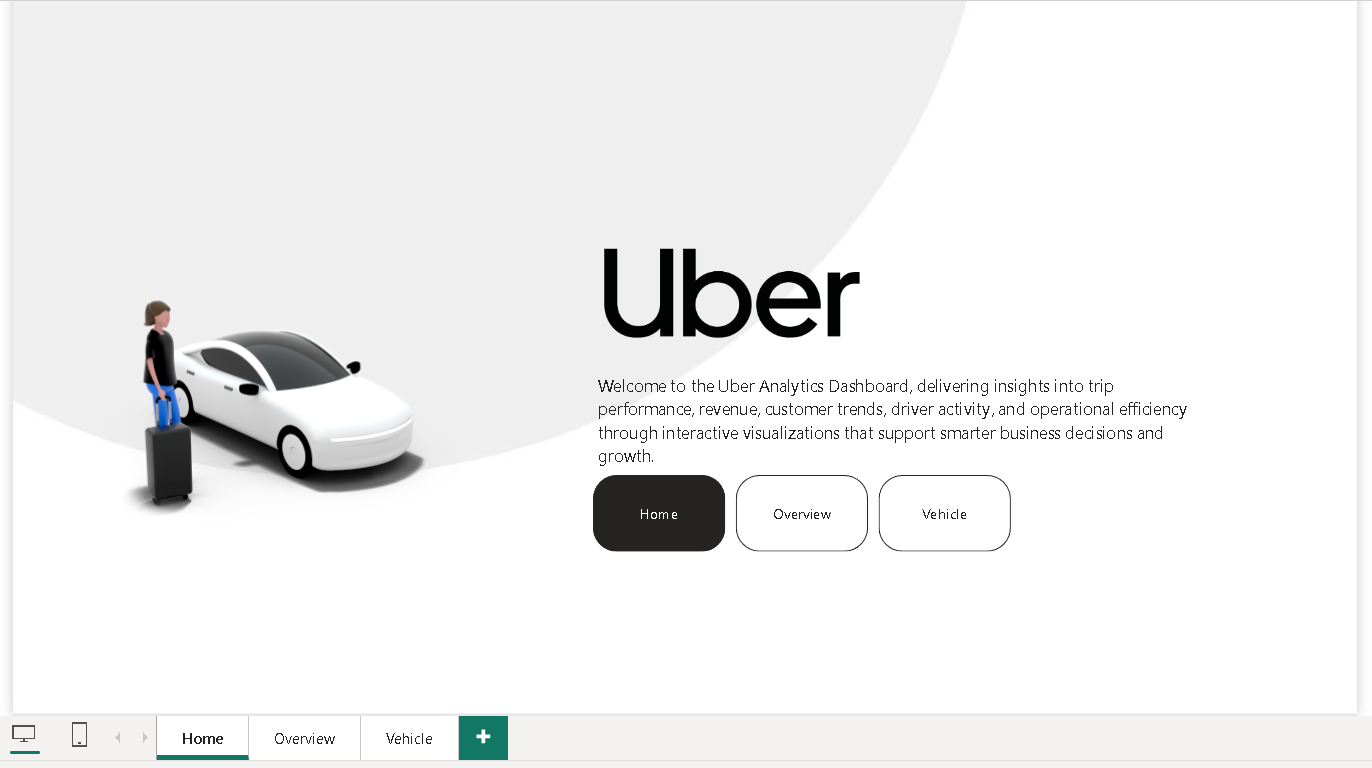 Uber
Welcome to the Uber Analytics Dashboard, delivering insights into trip
performance, revenue, customer trends, driver activity, and operational efficiency
through interactive visualizations that support smarter business decisions and
growth.
Home
Overview
Vehicle
Home
Overview
Vehicle